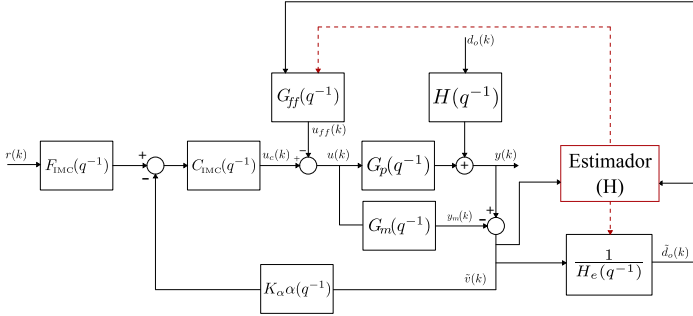 d_o(k)
G_ff(q^{-1})
H(q^{-1})
u_ff(k)
r(k)
F_IMC(q^{-1})
+
-
C_IMC(q^{-1})
u_c(k)
+
-
u(k)
G_p(q^{-1})
+
y(k)
Estimador
(H)
G_m(q^{-1})
y_m(k)
+
-
K_α α(q^{-1})
ṽ(k)
1
H_e(q^{-1})
d̃_o(k)